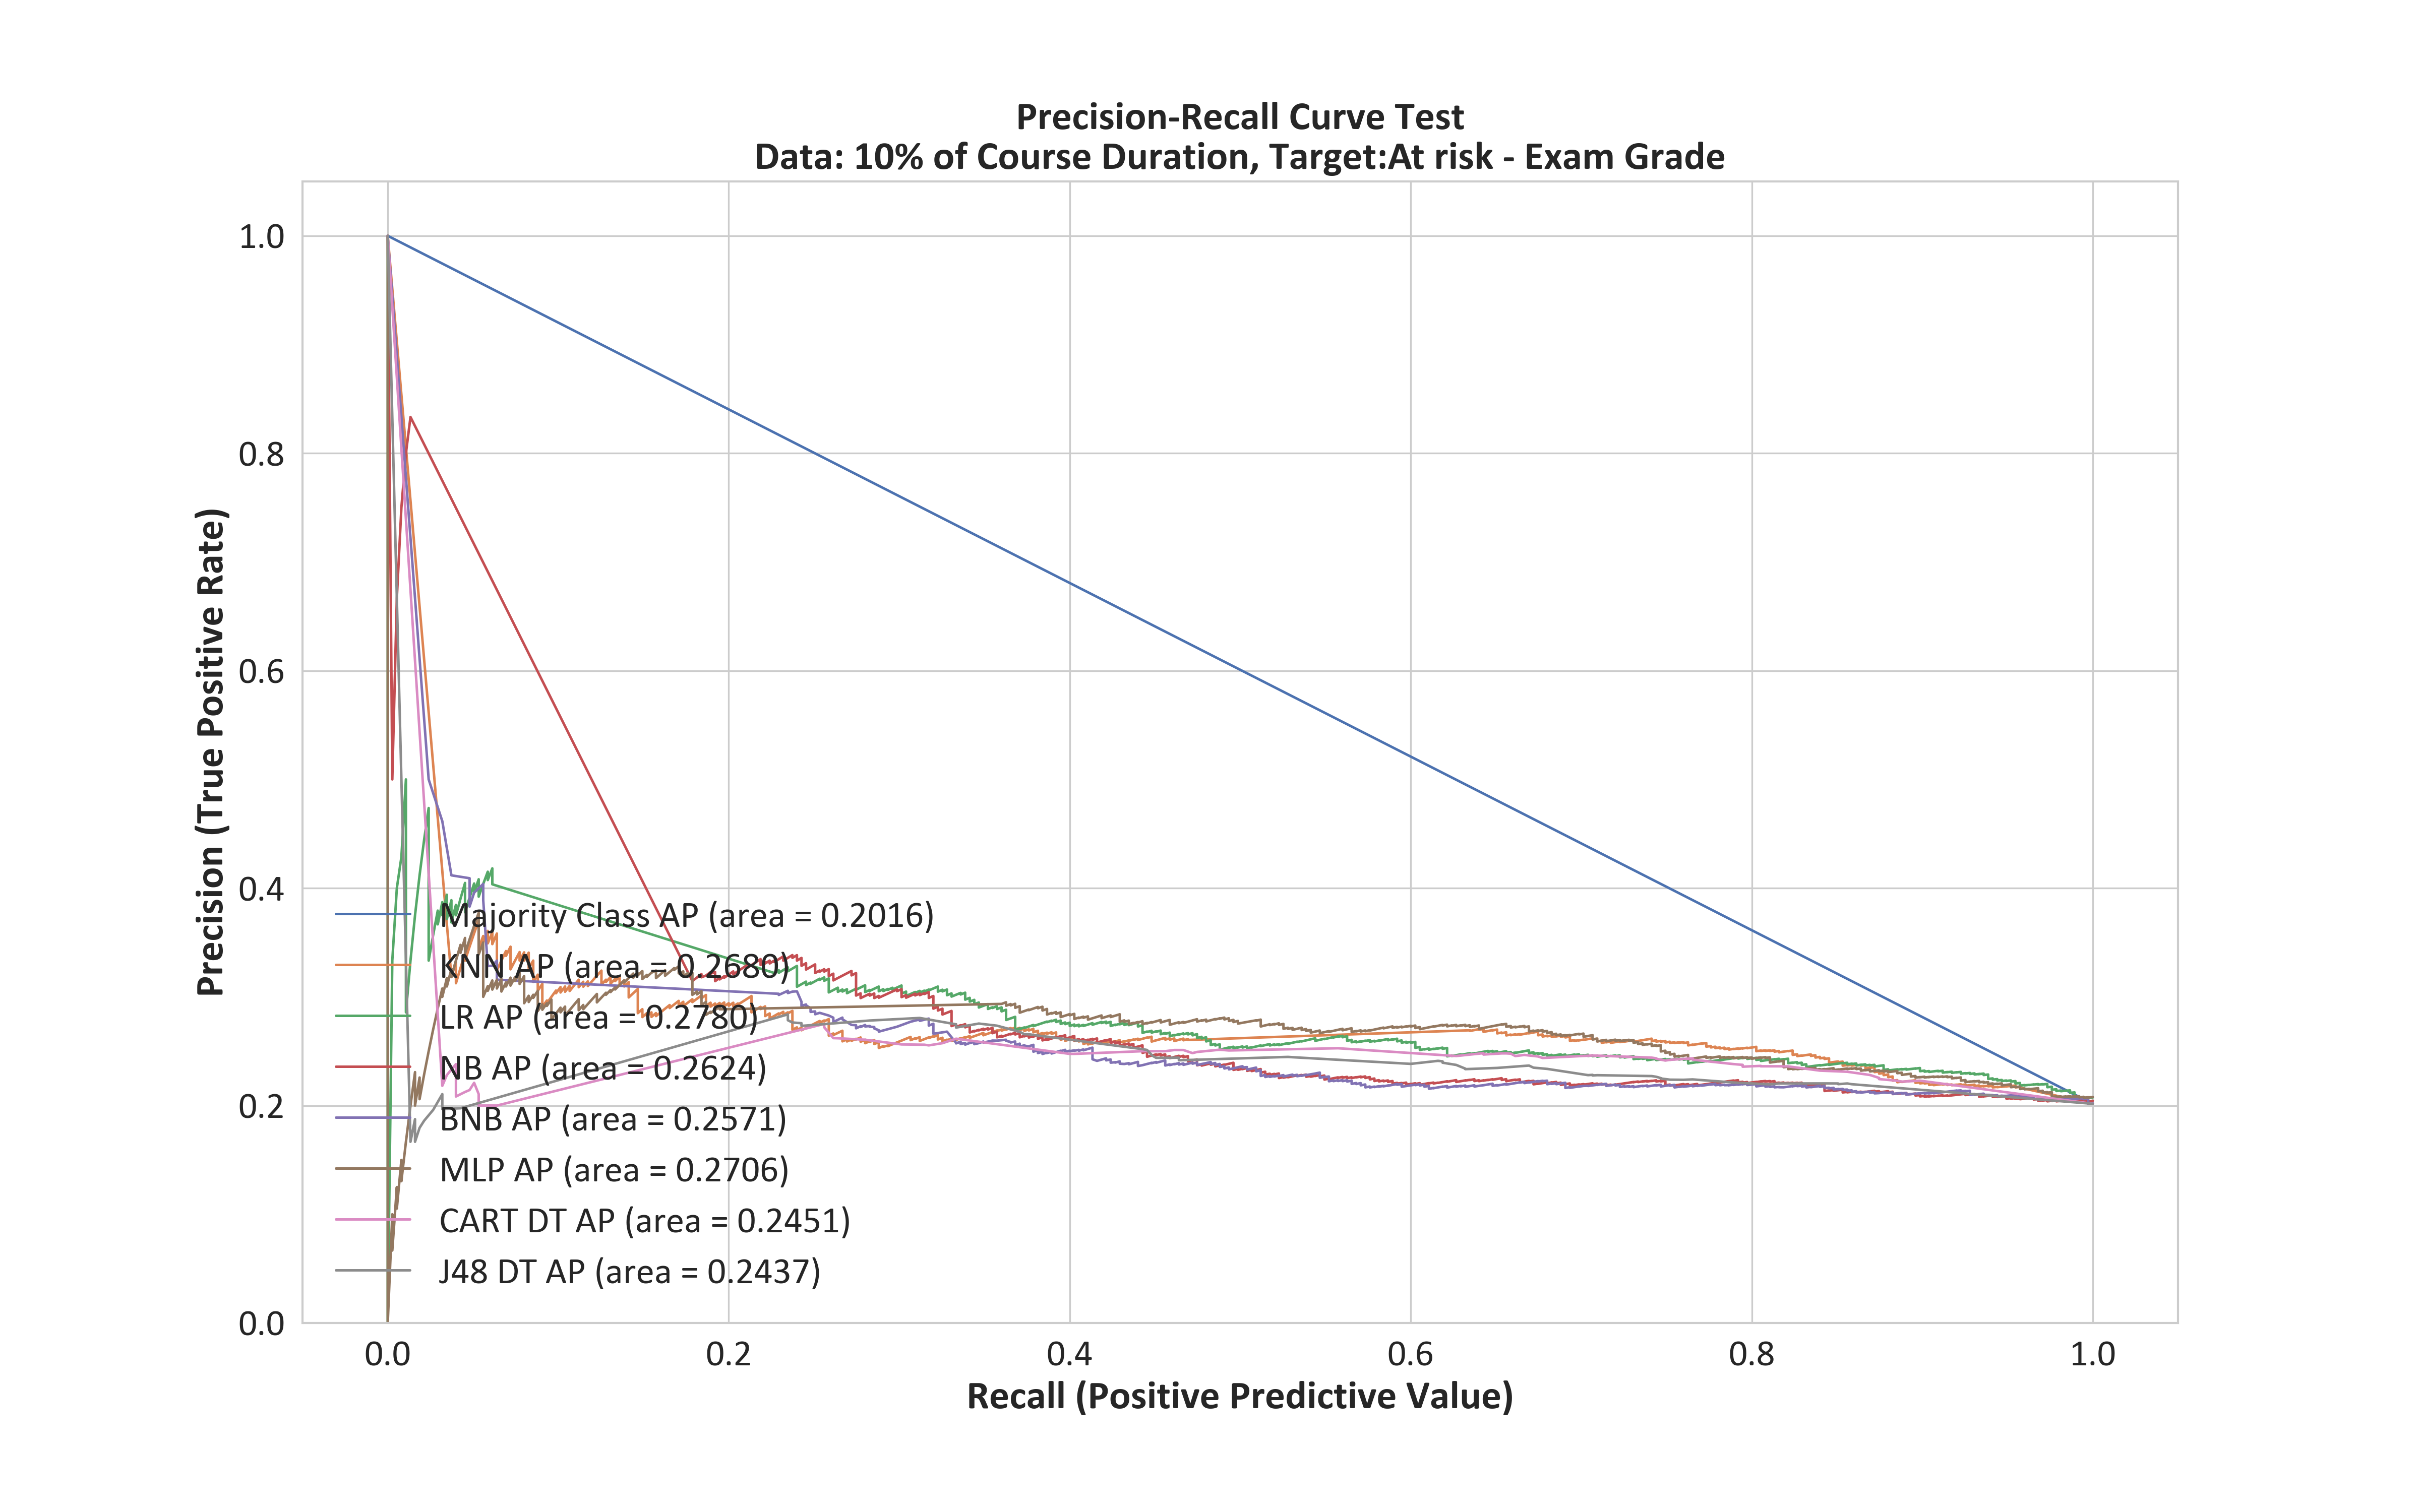 Precision-Recall Curve Test
Data: 10% of Course Duration, Target:At risk - Exam Grade
Precision (True Positive Rate)
1.0
0.8
0.6
0.4
0.2
0.0
Majority Class AP (area = 0.2016)
KNN AP (area = 0.2680)
LR AP (area = 0.2780)
NB AP (area = 0.2624)
BNB AP (area = 0.2571)
MLP AP (area = 0.2706)
CART DT AP (area = 0.2451)
J48 DT AP (area = 0.2437)
0.0 0.2 0.4 0.6 0.8 1.0
Recall (Positive Predictive Value)